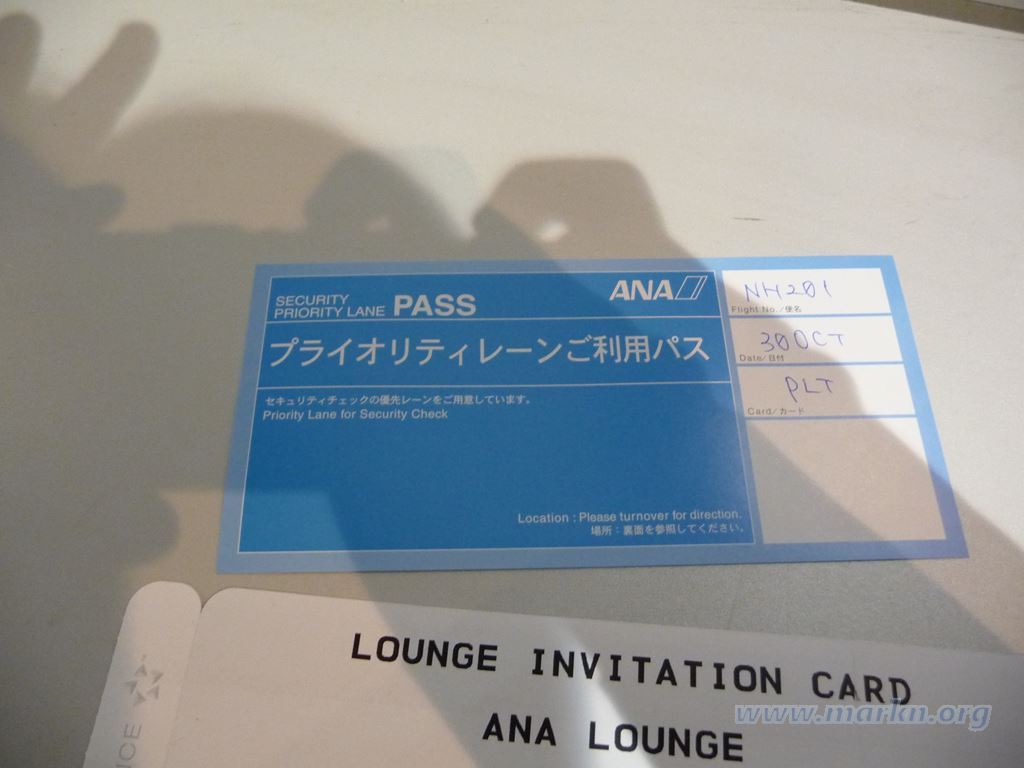 SECURITY
PRIORITY LANE PASS
ANA
プライオリティレーンご利用パス
セキュリティチェックの優先レーンをご用意しています。
Priority Lane for Security Check
Location : Please turnover for direction.
場所：裏面を参照してください。
NH201
Flight No./便名
30OCT
Date/日付
PLT
Card/カード
LOUNGE INVITATION CARD
ANA LOUNGE
www.markn.org